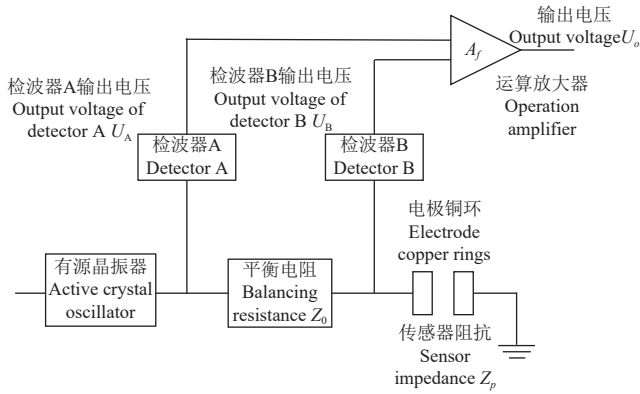 输出电压
Output voltageUo
Af
运算放大器
Operation
amplifier
检波器A输出电压
Output voltage of
detector A UA
检波器B输出电压
Output voltage of
detector B UB
检波器A
Detector A
检波器B
Detector B
电极铜环
Electrode
copper rings
有源晶振器
Active crystal
oscillator
平衡电阻
Balancing
resistance Z0
传感器阻抗
Sensor
impedance Zp